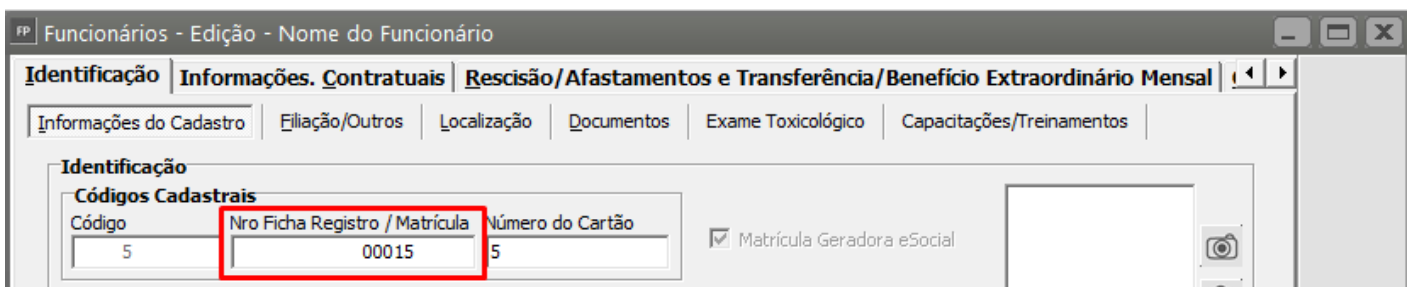 FP Funcionários - Edição - Nome do Funcionário
Identificação Informações. Contratuais Rescisão/Afastamentos e Transferência/Benefício Extraordinário Mensal
Informações do Cadastro Filiação/Outros Localização Documentos Exame Toxicológico Capacitações/Treinamentos
Identificação
Códigos Cadastrais
Código Nro Ficha Registro / Matrícula Número do Cartão
Matrícula Geradora eSocial
5 00015 5